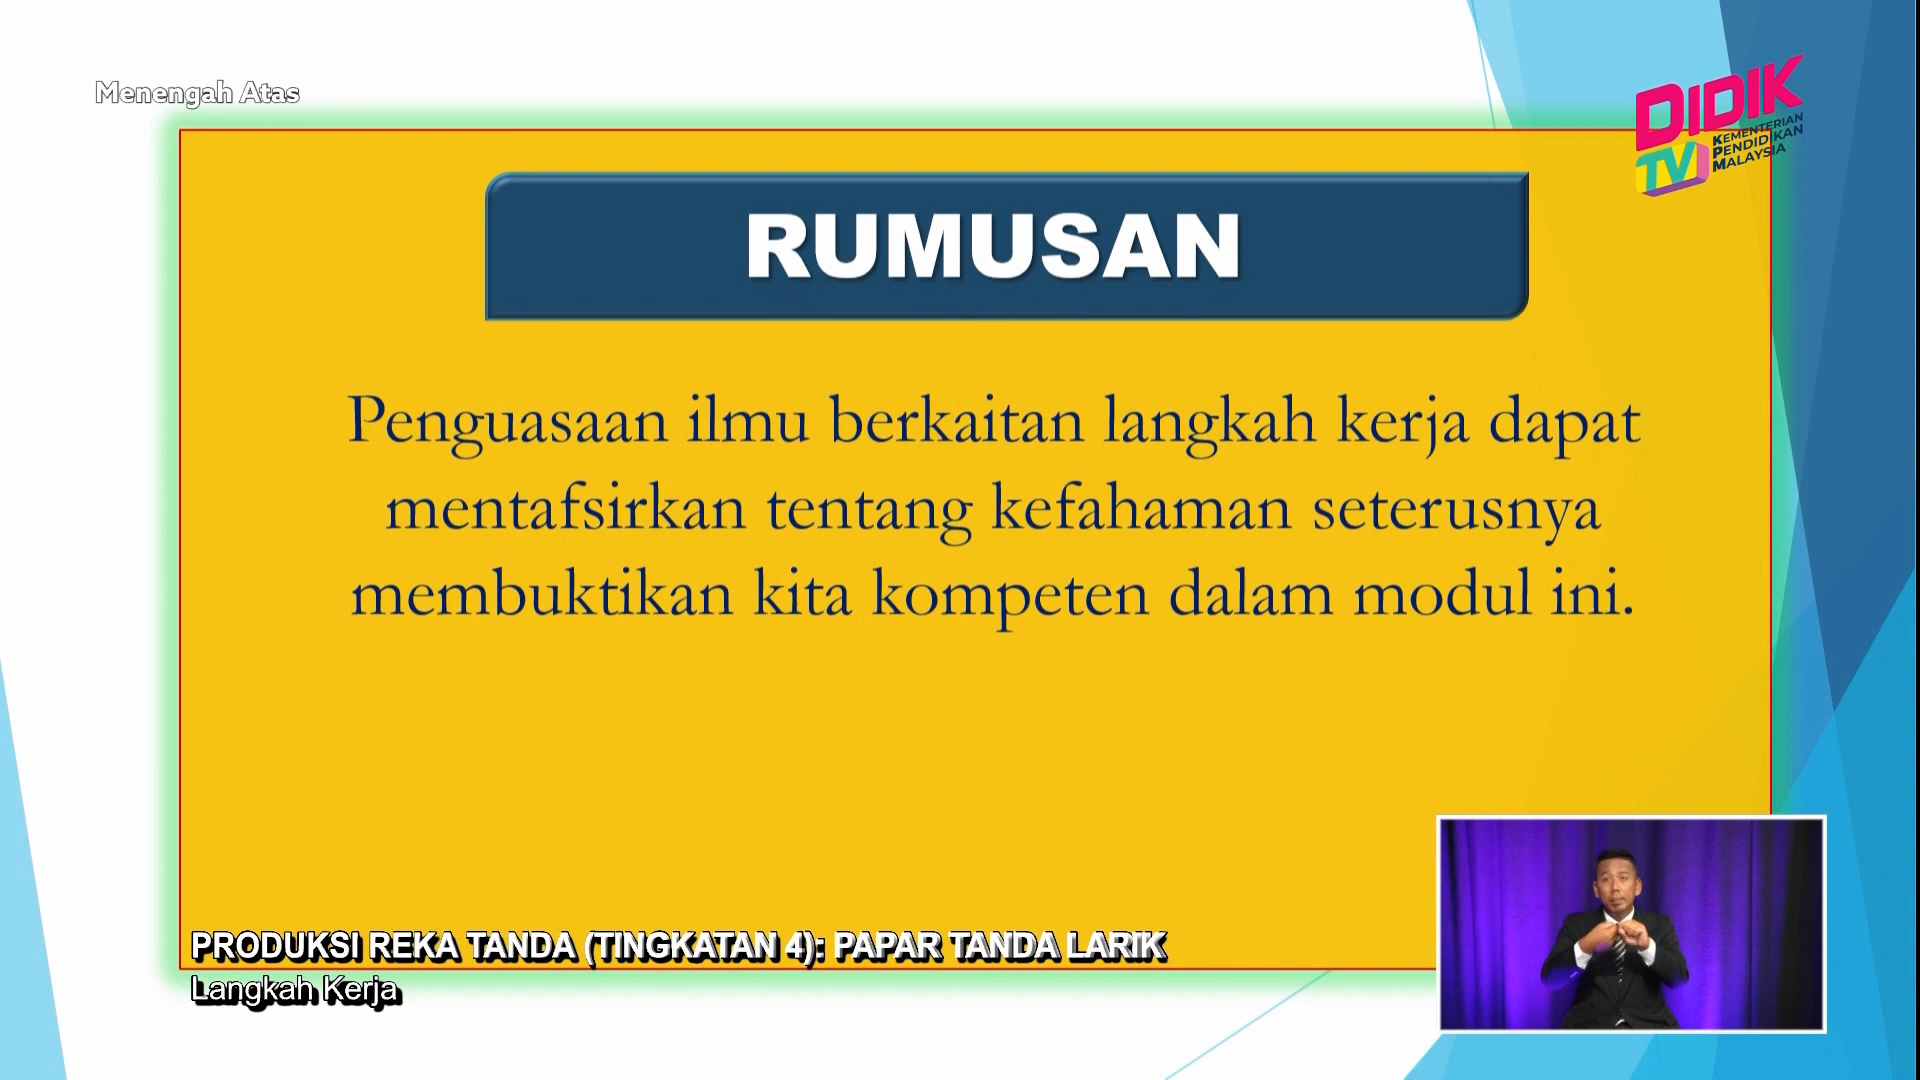 Menengah Atas
DIDIK
TV
KEMENTERIAN
PENDIDIKAN
MALAYSIA
RUMUSAN
Penguasaan ilmu berkaitan langkah kerja dapat
mentafsirkan tentang kefahaman seterusnya
membuktikan kita kompeten dalam modul ini.
PRODUKSI REKA TANDA (TINGKATAN 4): PAPAR TANDA LARIK
Langkah Kerja